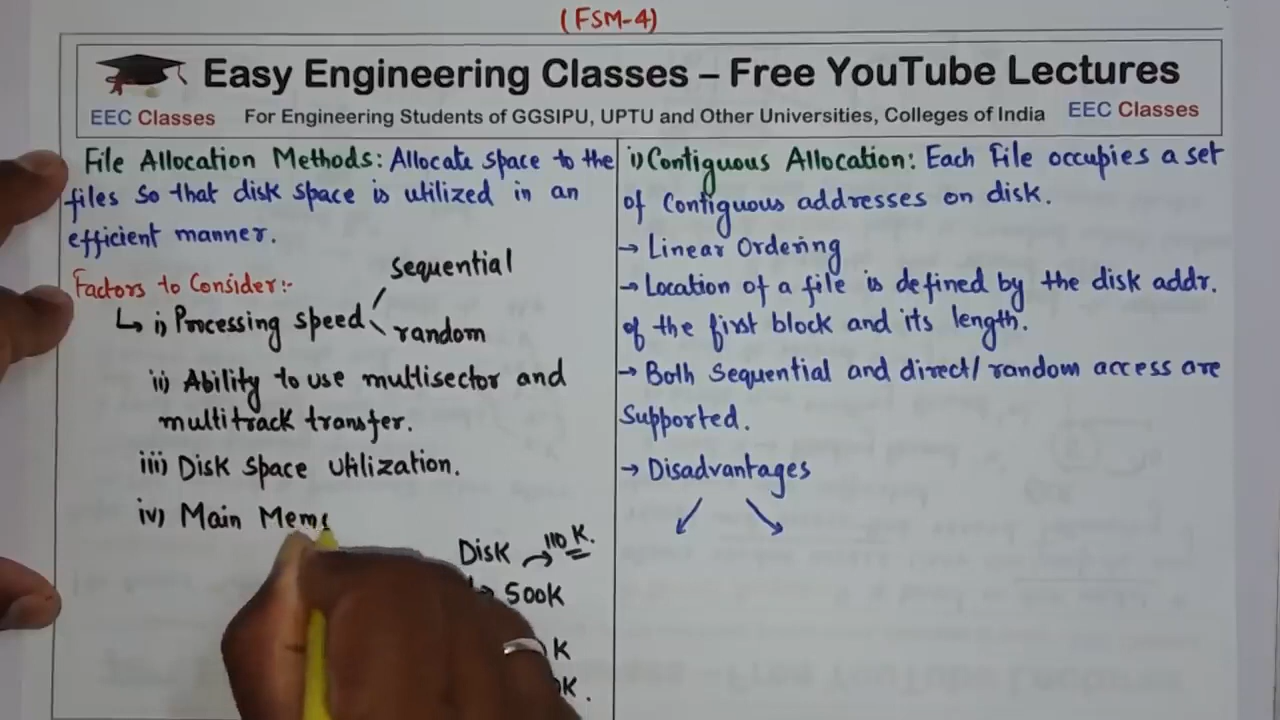 (FSM-4)
Easy Engineering Classes – Free YouTube Lectures
EEC Classes For Engineering Students of GGSIPU, UPTU and Other Universities, Colleges of India EEC Classes
File Allocation Methods: Allocate space to the
files so that disk space is utilized in an
efficient manner.
Factors to Consider:-
sequential
i) Processing speed
random
ii) Ability to use multisector and
multitrack transfer.
iii) Disk space utilization.
iv) Main Mem
Disk → 110 K.
→ 500K
K
K.
i) Contiguous Allocation: Each File occupies a set
of Contiguous addresses on disk.
→ Linear Ordering
→ Location of a file is defined by the disk addr.
of the first block and its length.
→ Both Sequential and direct/random access are
Supported.
→ Disadvantages